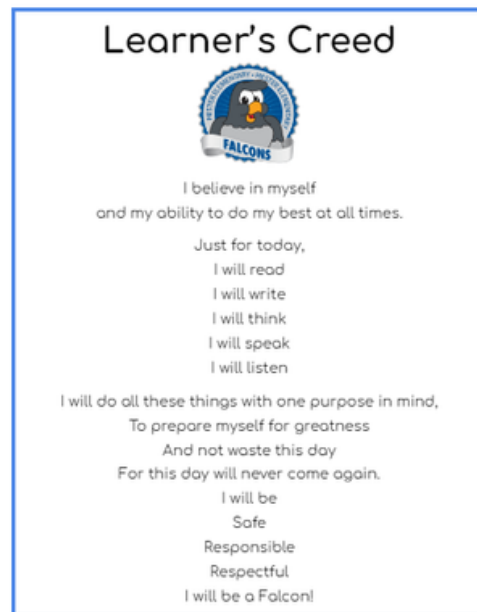 Learner's Creed
FALCONS
I believe in myself
and my ability to do my best at all times.
Just for today,
I will read
I will write
I will think
I will speak
I will listen
I will do all these things with one purpose in mind,
To prepare myself for greatness
And not waste this day
For this day will never come again.
I will be
Safe
Responsible
Respectful
I will be a Falcon!